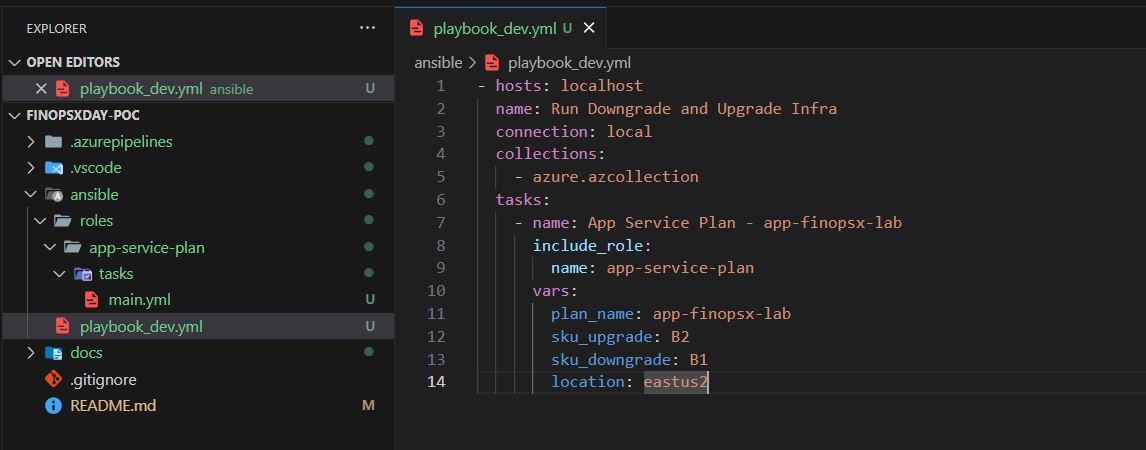 EXPLORER
OPEN EDITORS
playbook_dev.yml ansible U
FINOPSXDAY-POC
.azurepipelines
.vscode
ansible
roles
app-service-plan
tasks
main.yml U
playbook_dev.yml U
docs
.gitignore
README.md M
playbook_dev.yml U
ansible > playbook_dev.yml
1 - hosts: localhost
2 name: Run Downgrade and Upgrade Infra
3 connection: local
4 collections:
5 - azure.azcollection
6 tasks:
7 - name: App Service Plan - app-finopsx-lab
8 include_role:
9 name: app-service-plan
10 vars:
11 plan_name: app-finopsx-lab
12 sku_upgrade: B2
13 sku_downgrade: B1
14 location: eastus2